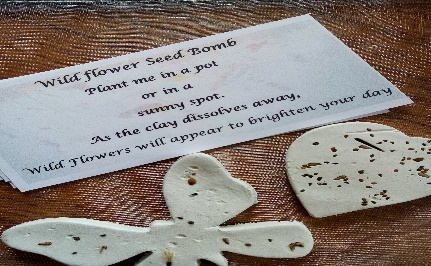 Wild flower Seed Bomb
Plant me in a pot
or in a
sunny spot.
As the clay dissolves away,
Wild Flowers will appear to brighten your day